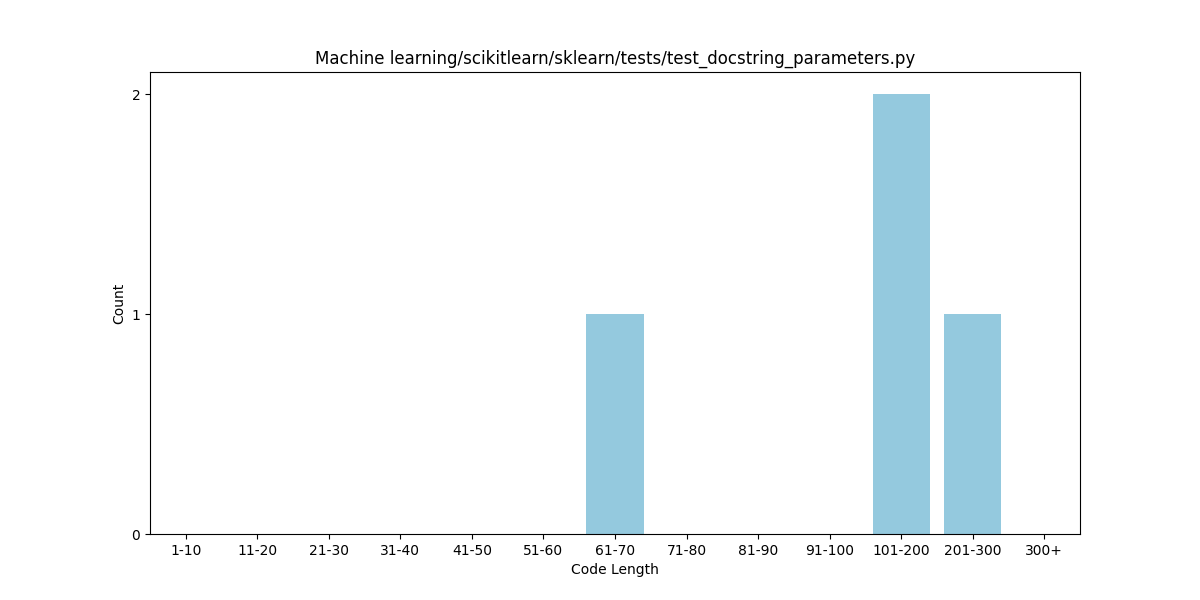 Machine learning/scikitlearn/sklearn/tests/test_docstring_parameters.py
2
1
0
Count
1-10 11-20 21-30 31-40 41-50 51-60 61-70 71-80 81-90 91-100 101-200 201-300 300+
Code Length